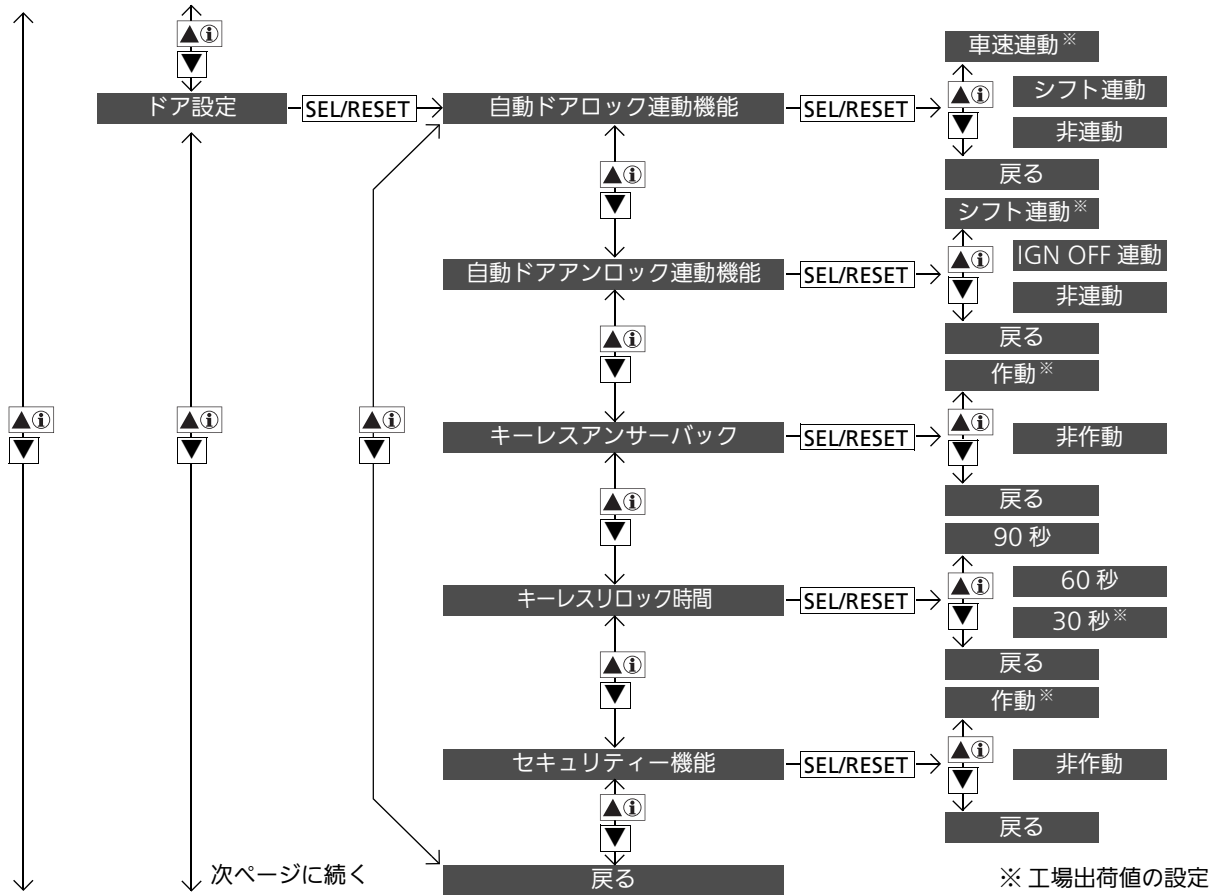 ▲ⓘ
▼
ドア設定
SEL/RESET
自動ドアロック連動機能
SEL/RESET
車速連動※
▲ⓘ
▼
シフト連動
非連動
戻る
▲ⓘ
▼
自動ドアアンロック連動機能
SEL/RESET
シフト連動※
▲ⓘ
▼
IGN OFF 連動
非連動
戻る
▲ⓘ
▼
▲ⓘ
▼
▲ⓘ
▼
▲ⓘ
▼
キーレスアンサーバック
SEL/RESET
作動※
▲ⓘ
▼
非作動
戻る
▲ⓘ
▼
キーレスリロック時間
SEL/RESET
90 秒
▲ⓘ
▼
60 秒
30 秒※
戻る
▲ⓘ
▼
セキュリティー機能
SEL/RESET
作動※
▲ⓘ
▼
非作動
戻る
▲ⓘ
▼
次ページに続く
戻る
※ 工場出荷値の設定